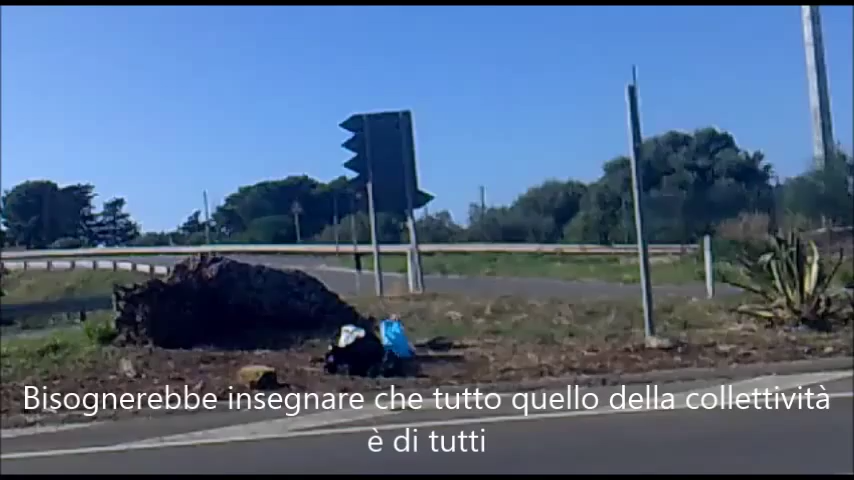 Bisognerebbe insegnare che tutto quello della collettività
è di tutti